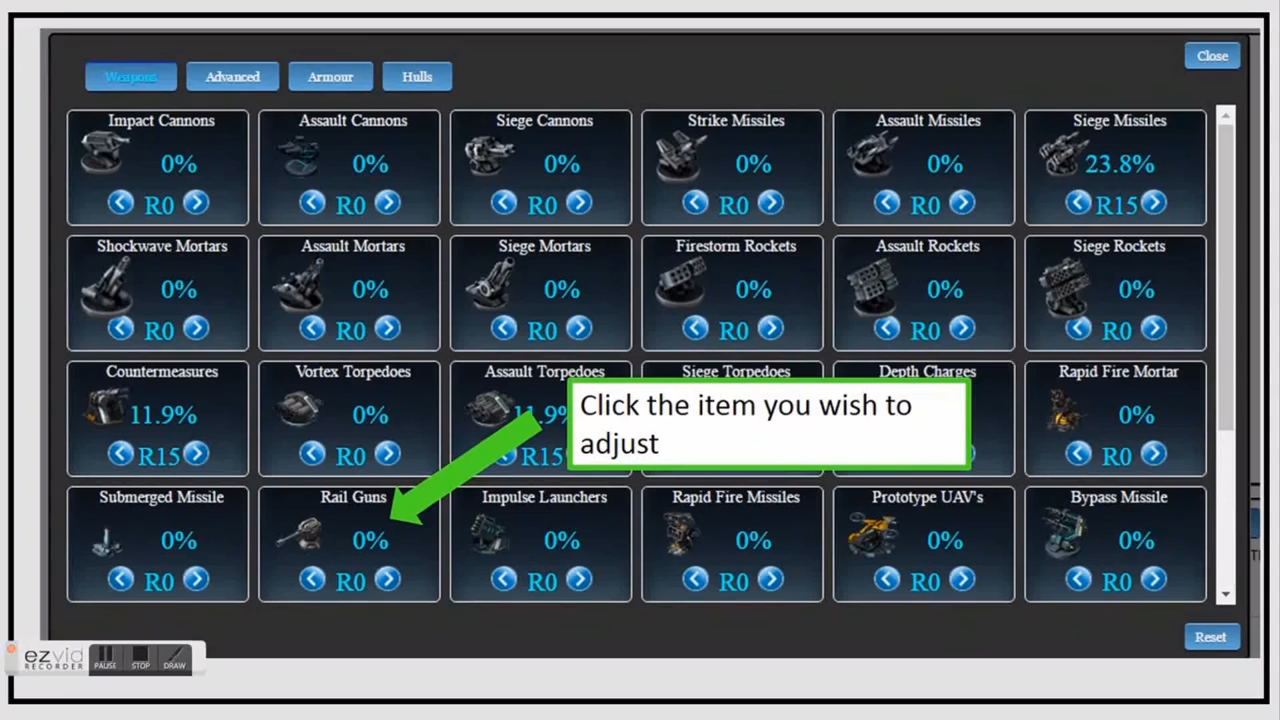 Close
Weapons Advanced Armour Hulls
Impact Cannons Assault Cannons Siege Cannons Strike Missiles Assault Missiles Siege Missiles
0% 0% 0% 0% 0% 23.8%
R0 R0 R0 R0 R0 R15
Shockwave Mortars Assault Mortars Siege Mortars Firestorm Rockets Assault Rockets Siege Rockets
0% 0% 0% 0% 0% 0%
R0 R0 R0 R0 R0 R0
Countermeasures Vortex Torpedoes Assault Torpedoes Siege Torpedoes Depth Charges Rapid Fire Mortar
11.9% 0% 11.9% 0%
R15 R0 R15 R0
Click the item you wish to
adjust
Submerged Missile Rail Guns Impulse Launchers Rapid Fire Missiles Prototype UAV's Bypass Missile
0% 0% 0% 0% 0% 0%
R0 R0 R0 R0 R0 R0
Reset
ezvid
RECORDER
PAUSE STOP DRAW